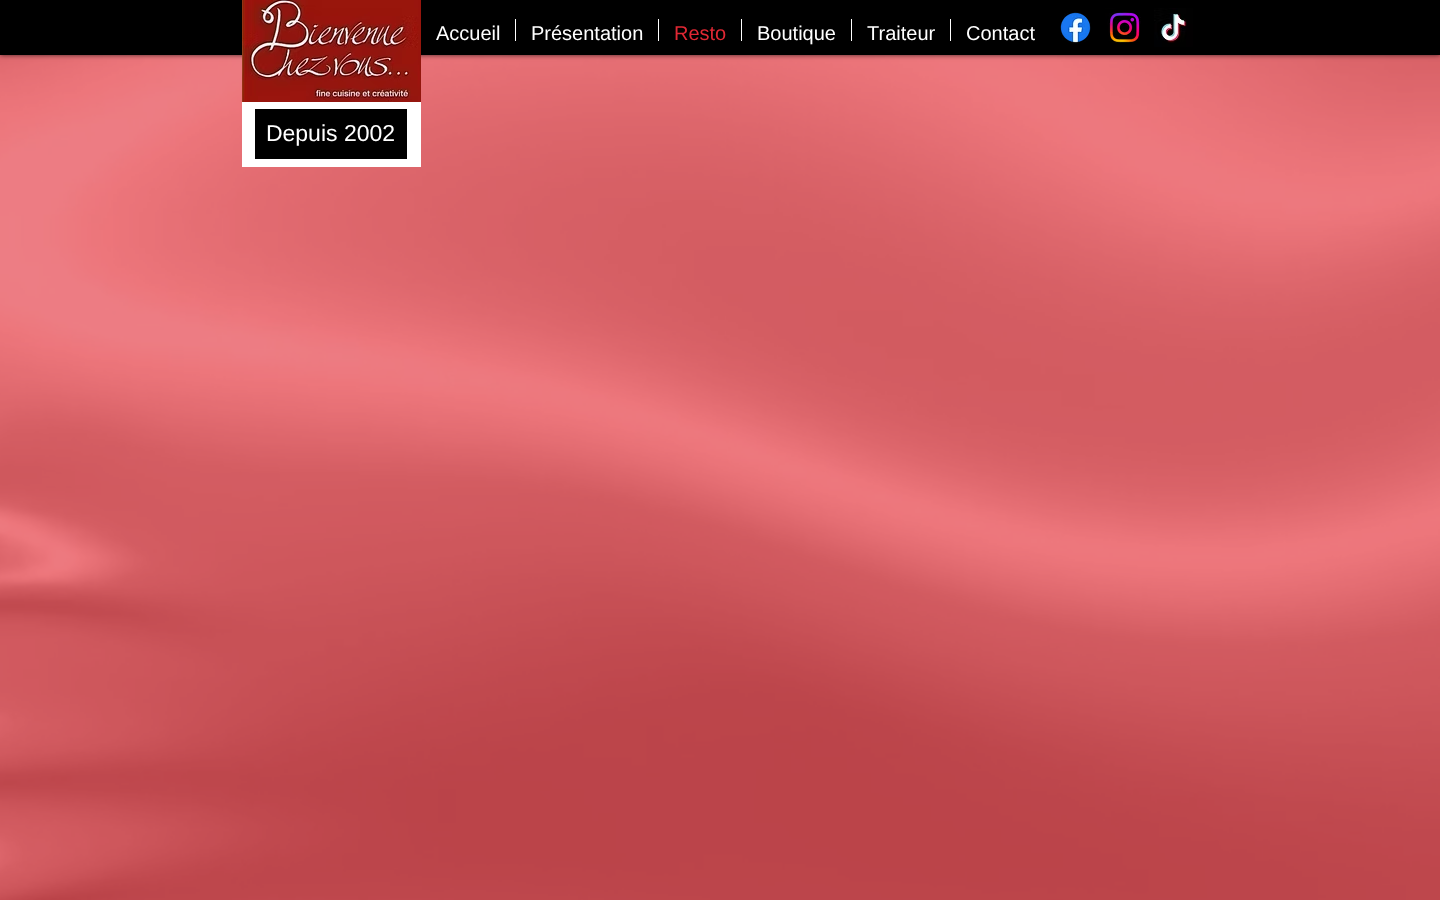 Bienvenue
Chez vous...
fine cuisine et créativité
Accueil
Présentation
Resto
Boutique
Traiteur
Contact
Depuis 2002